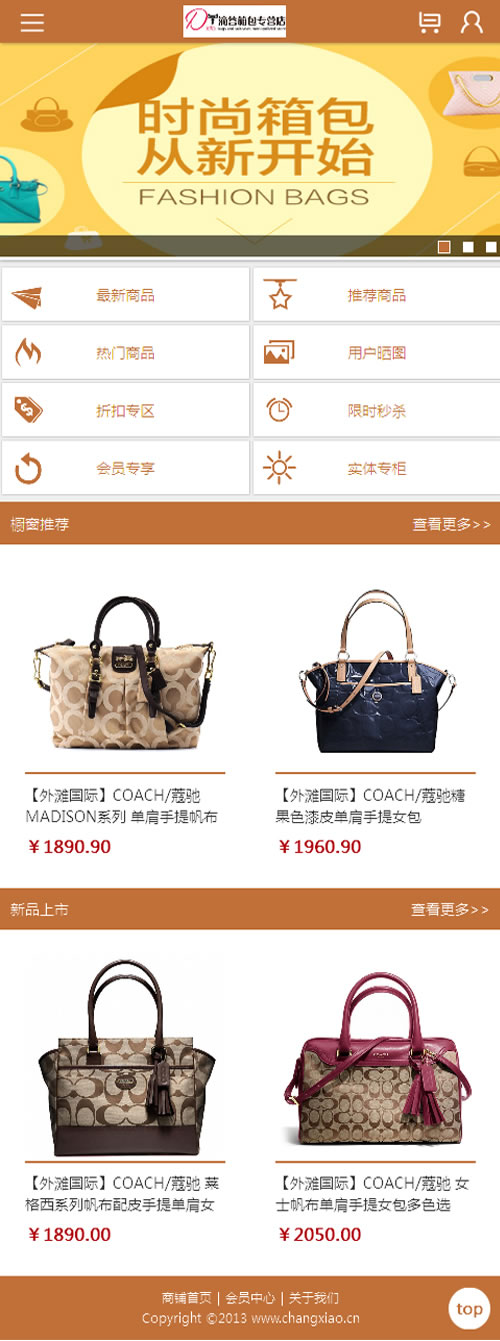 DT滴答箱包专营店
时尚箱包
从新开始
FASHION BAGS
最新商品
推荐商品
热门商品
用户晒图
折扣专区
限时秒杀
会员专享
实体专柜
橱窗推荐
查看更多>>
【外滩国际】COACH/蔻驰
MADISON系列 单肩手提帆布
￥1890.90
【外滩国际】COACH/蔻驰糖
果色漆皮单肩手提女包
￥1960.90
新品上市
查看更多>>
【外滩国际】COACH/蔻驰 莱
格西系列帆布配皮手提单肩女
￥1890.00
【外滩国际】COACH/蔻驰 女
士帆布单肩手提女包多色选
￥2050.00
商铺首页 | 会员中心 | 关于我们
Copyright ©2013 www.changxiao.cn
top